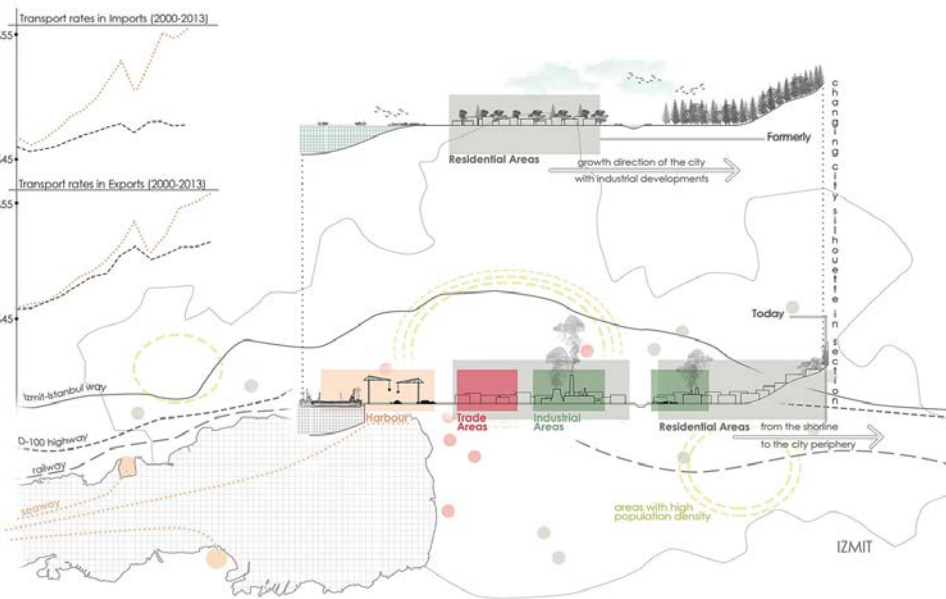 Transport rates in Imports (2000-2013)
55
45
Transport rates in Exports (2000-2013)
55
45
Formerly
Residential Areas
growth direction of the city
with industrial developments
changing city silhouette in section
Today
Izmit-Istanbul way
D-100 highway
railway
seaway
Harbour
Trade
Areas
Industrial
Areas
Residential Areas
from the shorline
to the city periphery
areas with high
population density
IZMIT